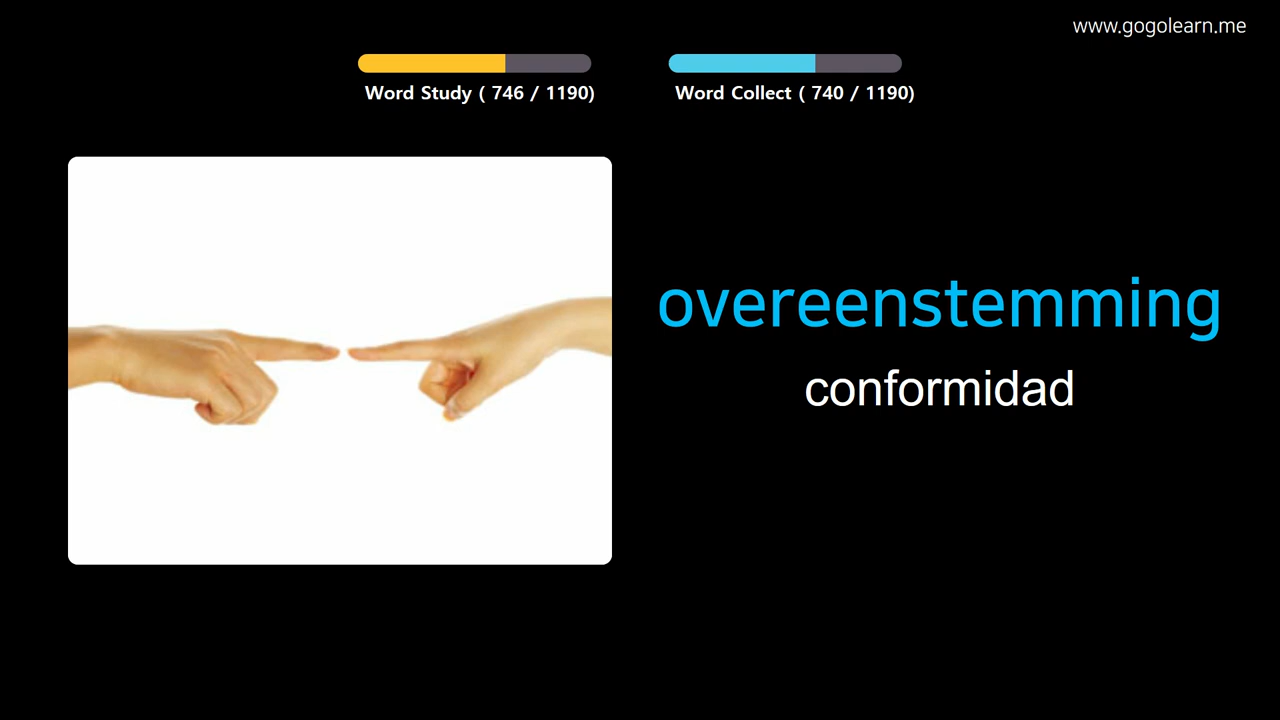 www.gogolearn.me
Word Study ( 746 / 1190)
Word Collect ( 740 / 1190)
overeenstemming
conformidad